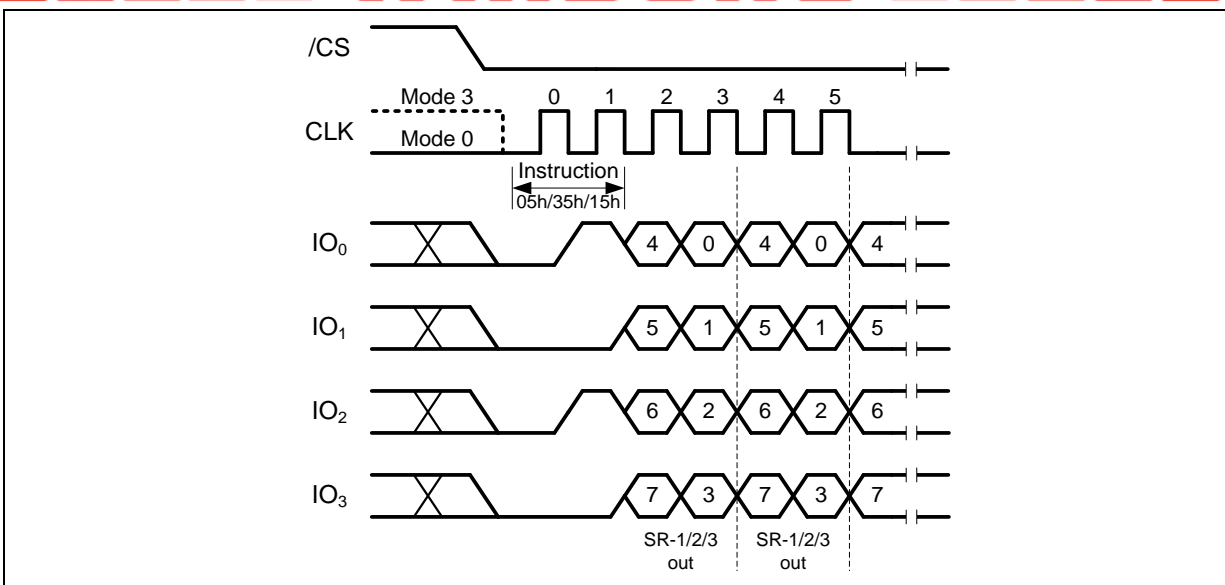 /CS
Mode 3
0 1 2 3 4 5
CLK
Mode 0
Instruction
05h/35h/15h
IO0
4 0 4 0 4
IO1
5 1 5 1 5
IO2
6 2 6 2 6
IO3
7 3 7 3 7
SR-1/2/3
out
SR-1/2/3
out